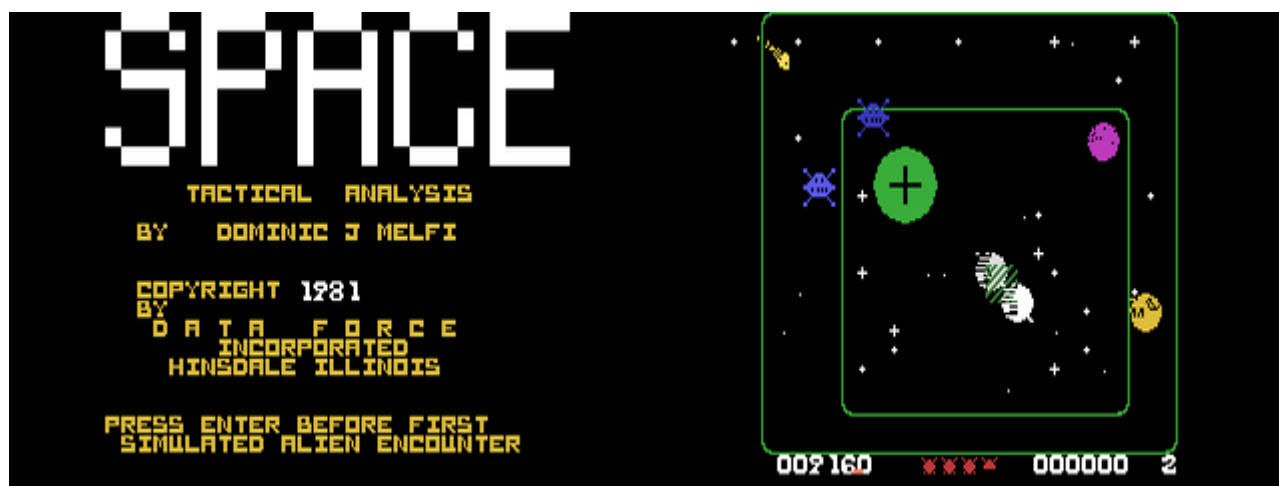 SPACE
TACTICAL ANALYSIS
BY DOMINIC J MELFI
COPYRIGHT 1981
BY
D A T A F O R C E
INCORPORATED
HINSDALE ILLINOIS
PRESS ENTER BEFORE FIRST
SIMULATED ALIEN ENCOUNTER
009160 000000 2